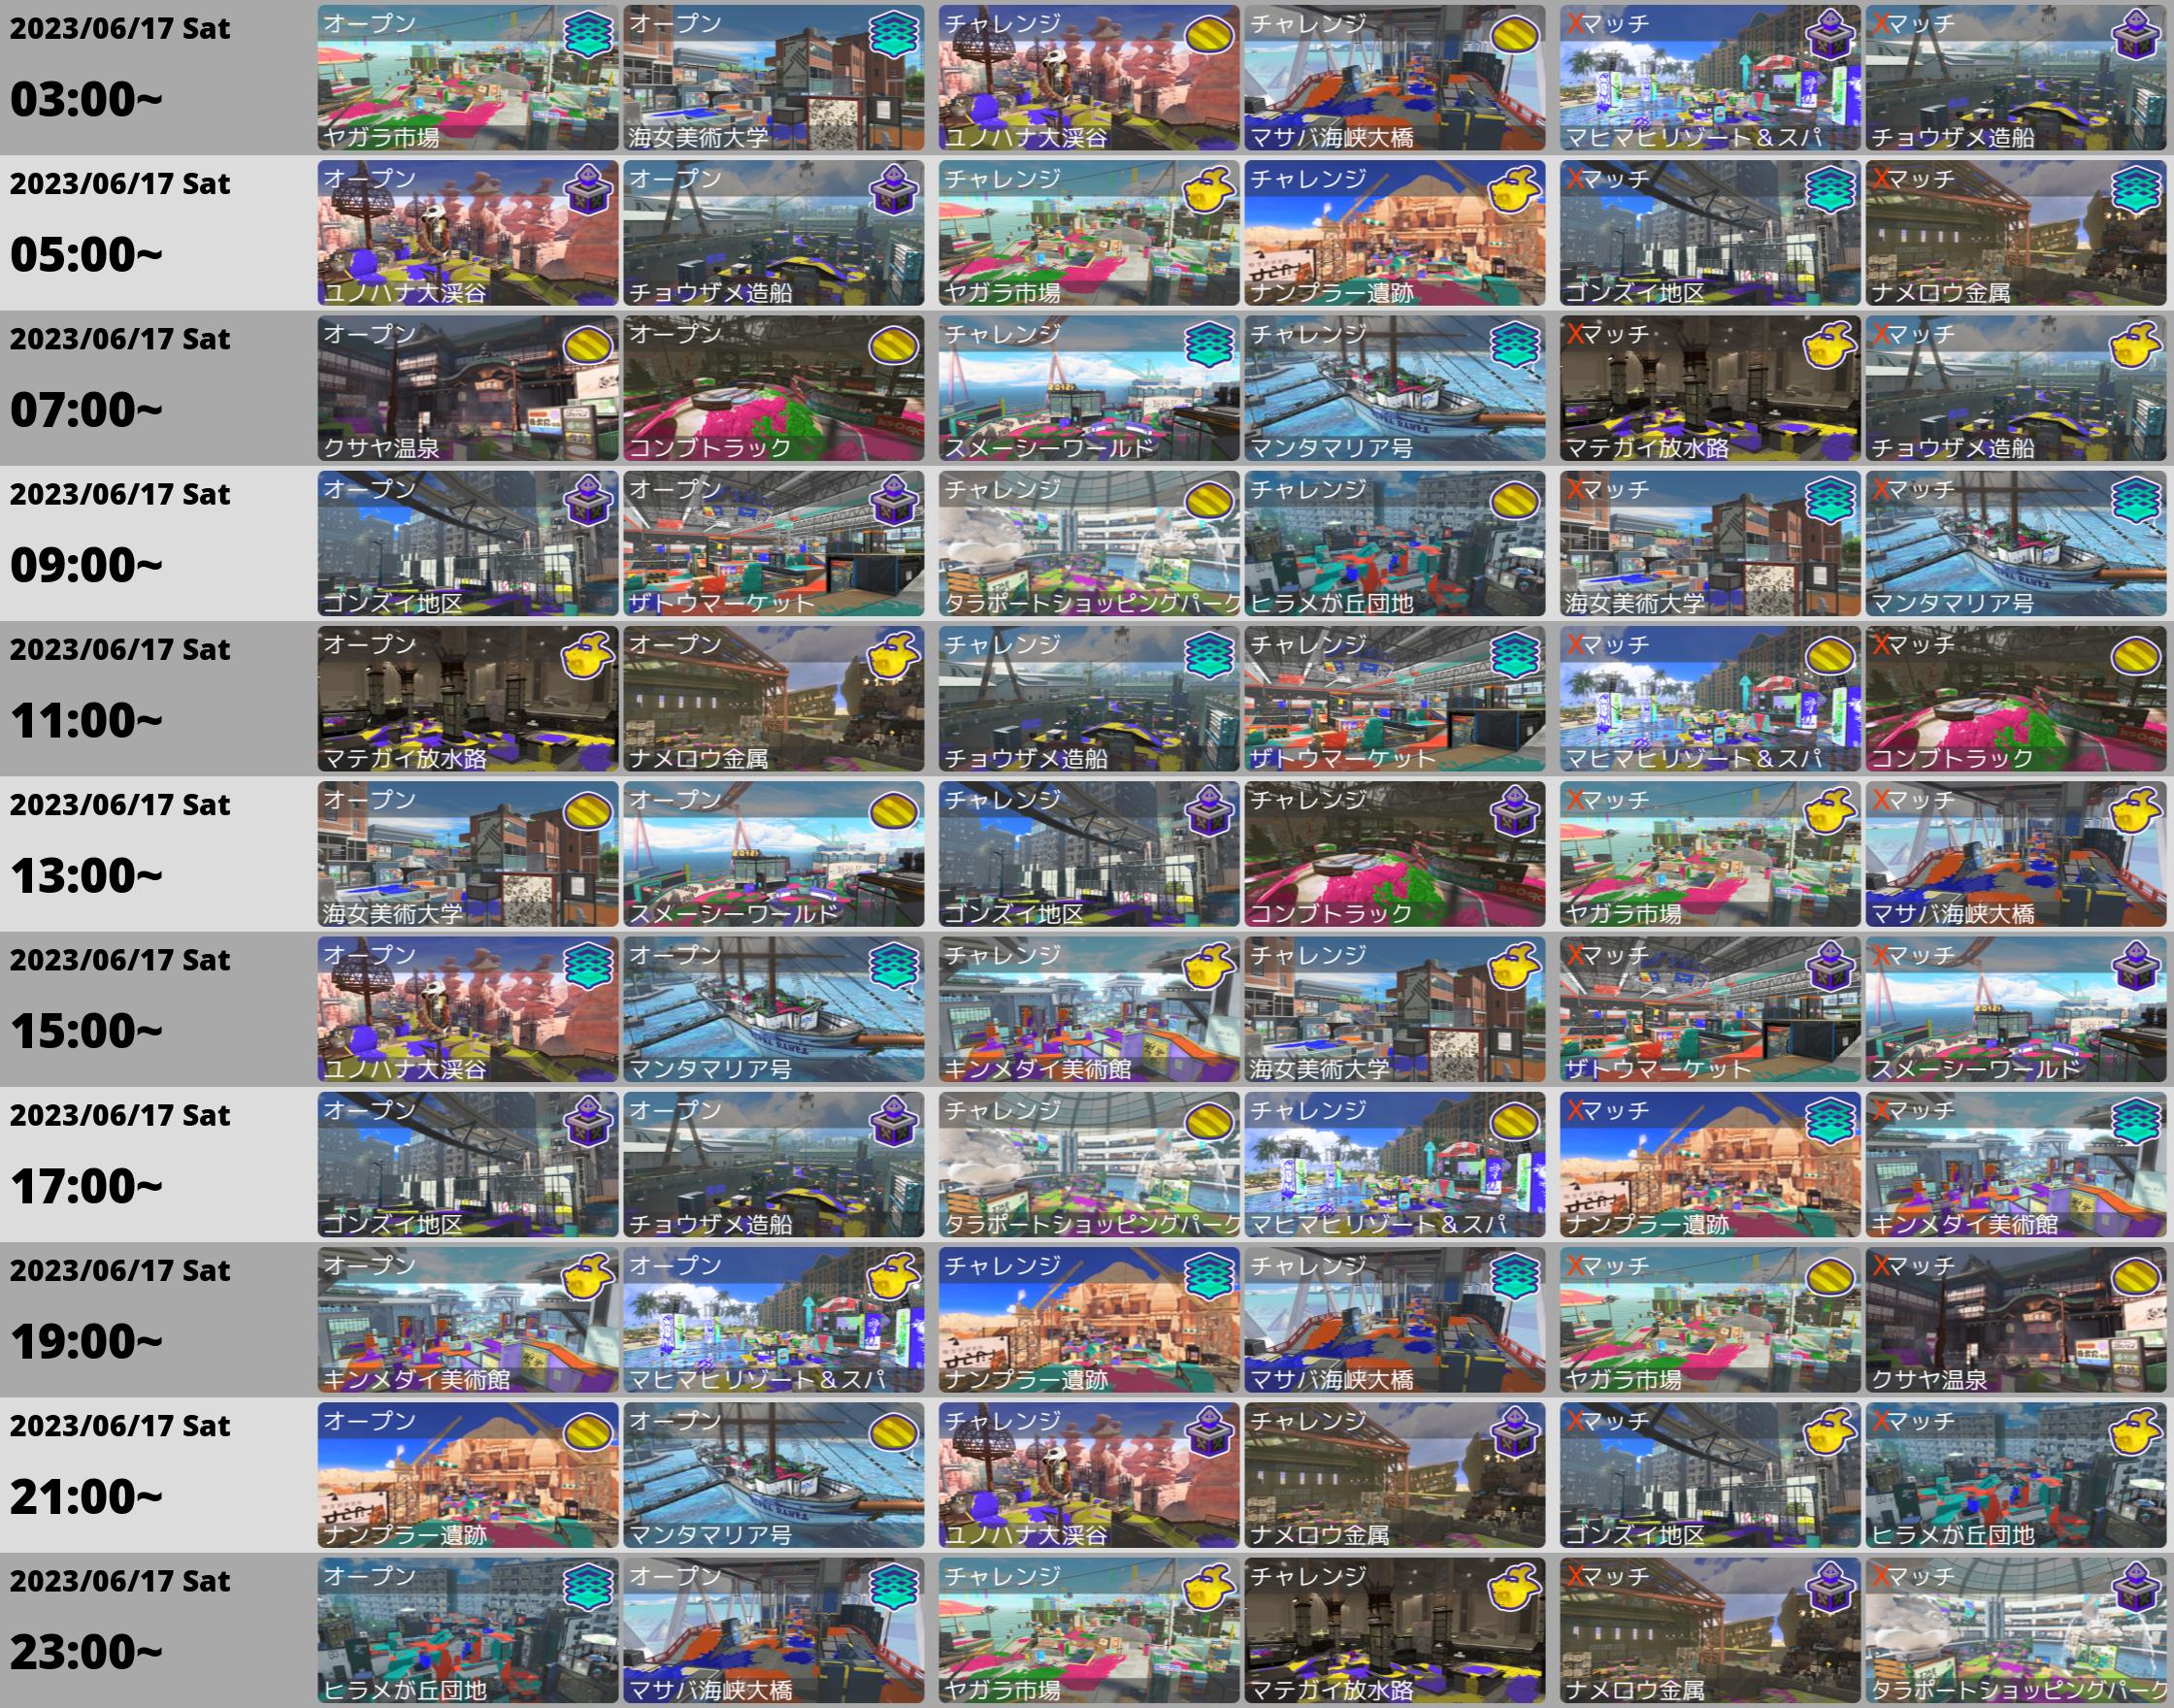 2023/06/17 Sat
03:00~
オープン
ヤガラ市場
オープン
海女美術大学
チャレンジ
ユノハナ大渓谷
チャレンジ
マサバ海峡大橋
Xマッチ
マヒマヒリゾート＆スパ
Xマッチ
チョウザメ造船
2023/06/17 Sat
05:00~
オープン
ユノハナ大渓谷
オープン
チョウザメ造船
チャレンジ
ヤガラ市場
チャレンジ
ナンプラー遺跡
Xマッチ
ゴンズイ地区
Xマッチ
ナメロウ金属
2023/06/17 Sat
07:00~
オープン
クサヤ温泉
オープン
コンブトラック
チャレンジ
スメーシーワールド
チャレンジ
マンタマリア号
Xマッチ
マテガイ放水路
Xマッチ
チョウザメ造船
2023/06/17 Sat
09:00~
オープン
ゴンズイ地区
オープン
ザトウマーケット
チャレンジ
タラポートショッピングパーク
チャレンジ
ヒラメが丘団地
Xマッチ
海女美術大学
Xマッチ
マンタマリア号
2023/06/17 Sat
11:00~
オープン
マテガイ放水路
オープン
ナメロウ金属
チャレンジ
チョウザメ造船
チャレンジ
ザトウマーケット
Xマッチ
マヒマヒリゾート＆スパ
Xマッチ
コンブトラック
2023/06/17 Sat
13:00~
オープン
海女美術大学
オープン
スメーシーワールド
チャレンジ
ゴンズイ地区
チャレンジ
コンブトラック
Xマッチ
ヤガラ市場
Xマッチ
マサバ海峡大橋
2023/06/17 Sat
15:00~
オープン
ユノハナ大渓谷
オープン
マンタマリア号
チャレンジ
キンメダイ美術館
チャレンジ
海女美術大学
Xマッチ
ザトウマーケット
Xマッチ
スメーシーワールド
2023/06/17 Sat
17:00~
オープン
ゴンズイ地区
オープン
チョウザメ造船
チャレンジ
タラポートショッピングパーク
チャレンジ
マヒマヒリゾート＆スパ
Xマッチ
ナンプラー遺跡
Xマッチ
キンメダイ美術館
2023/06/17 Sat
19:00~
オープン
キンメダイ美術館
オープン
マヒマヒリゾート＆スパ
チャレンジ
ナンプラー遺跡
チャレンジ
マサバ海峡大橋
Xマッチ
ヤガラ市場
Xマッチ
クサヤ温泉
2023/06/17 Sat
21:00~
オープン
ナンプラー遺跡
オープン
マンタマリア号
チャレンジ
ユノハナ大渓谷
チャレンジ
ナメロウ金属
Xマッチ
ゴンズイ地区
Xマッチ
ヒラメが丘団地
2023/06/17 Sat
23:00~
オープン
ヒラメが丘団地
オープン
マサバ海峡大橋
チャレンジ
ヤガラ市場
チャレンジ
マテガイ放水路
Xマッチ
ナメロウ金属
Xマッチ
タラポートショッピングパーク